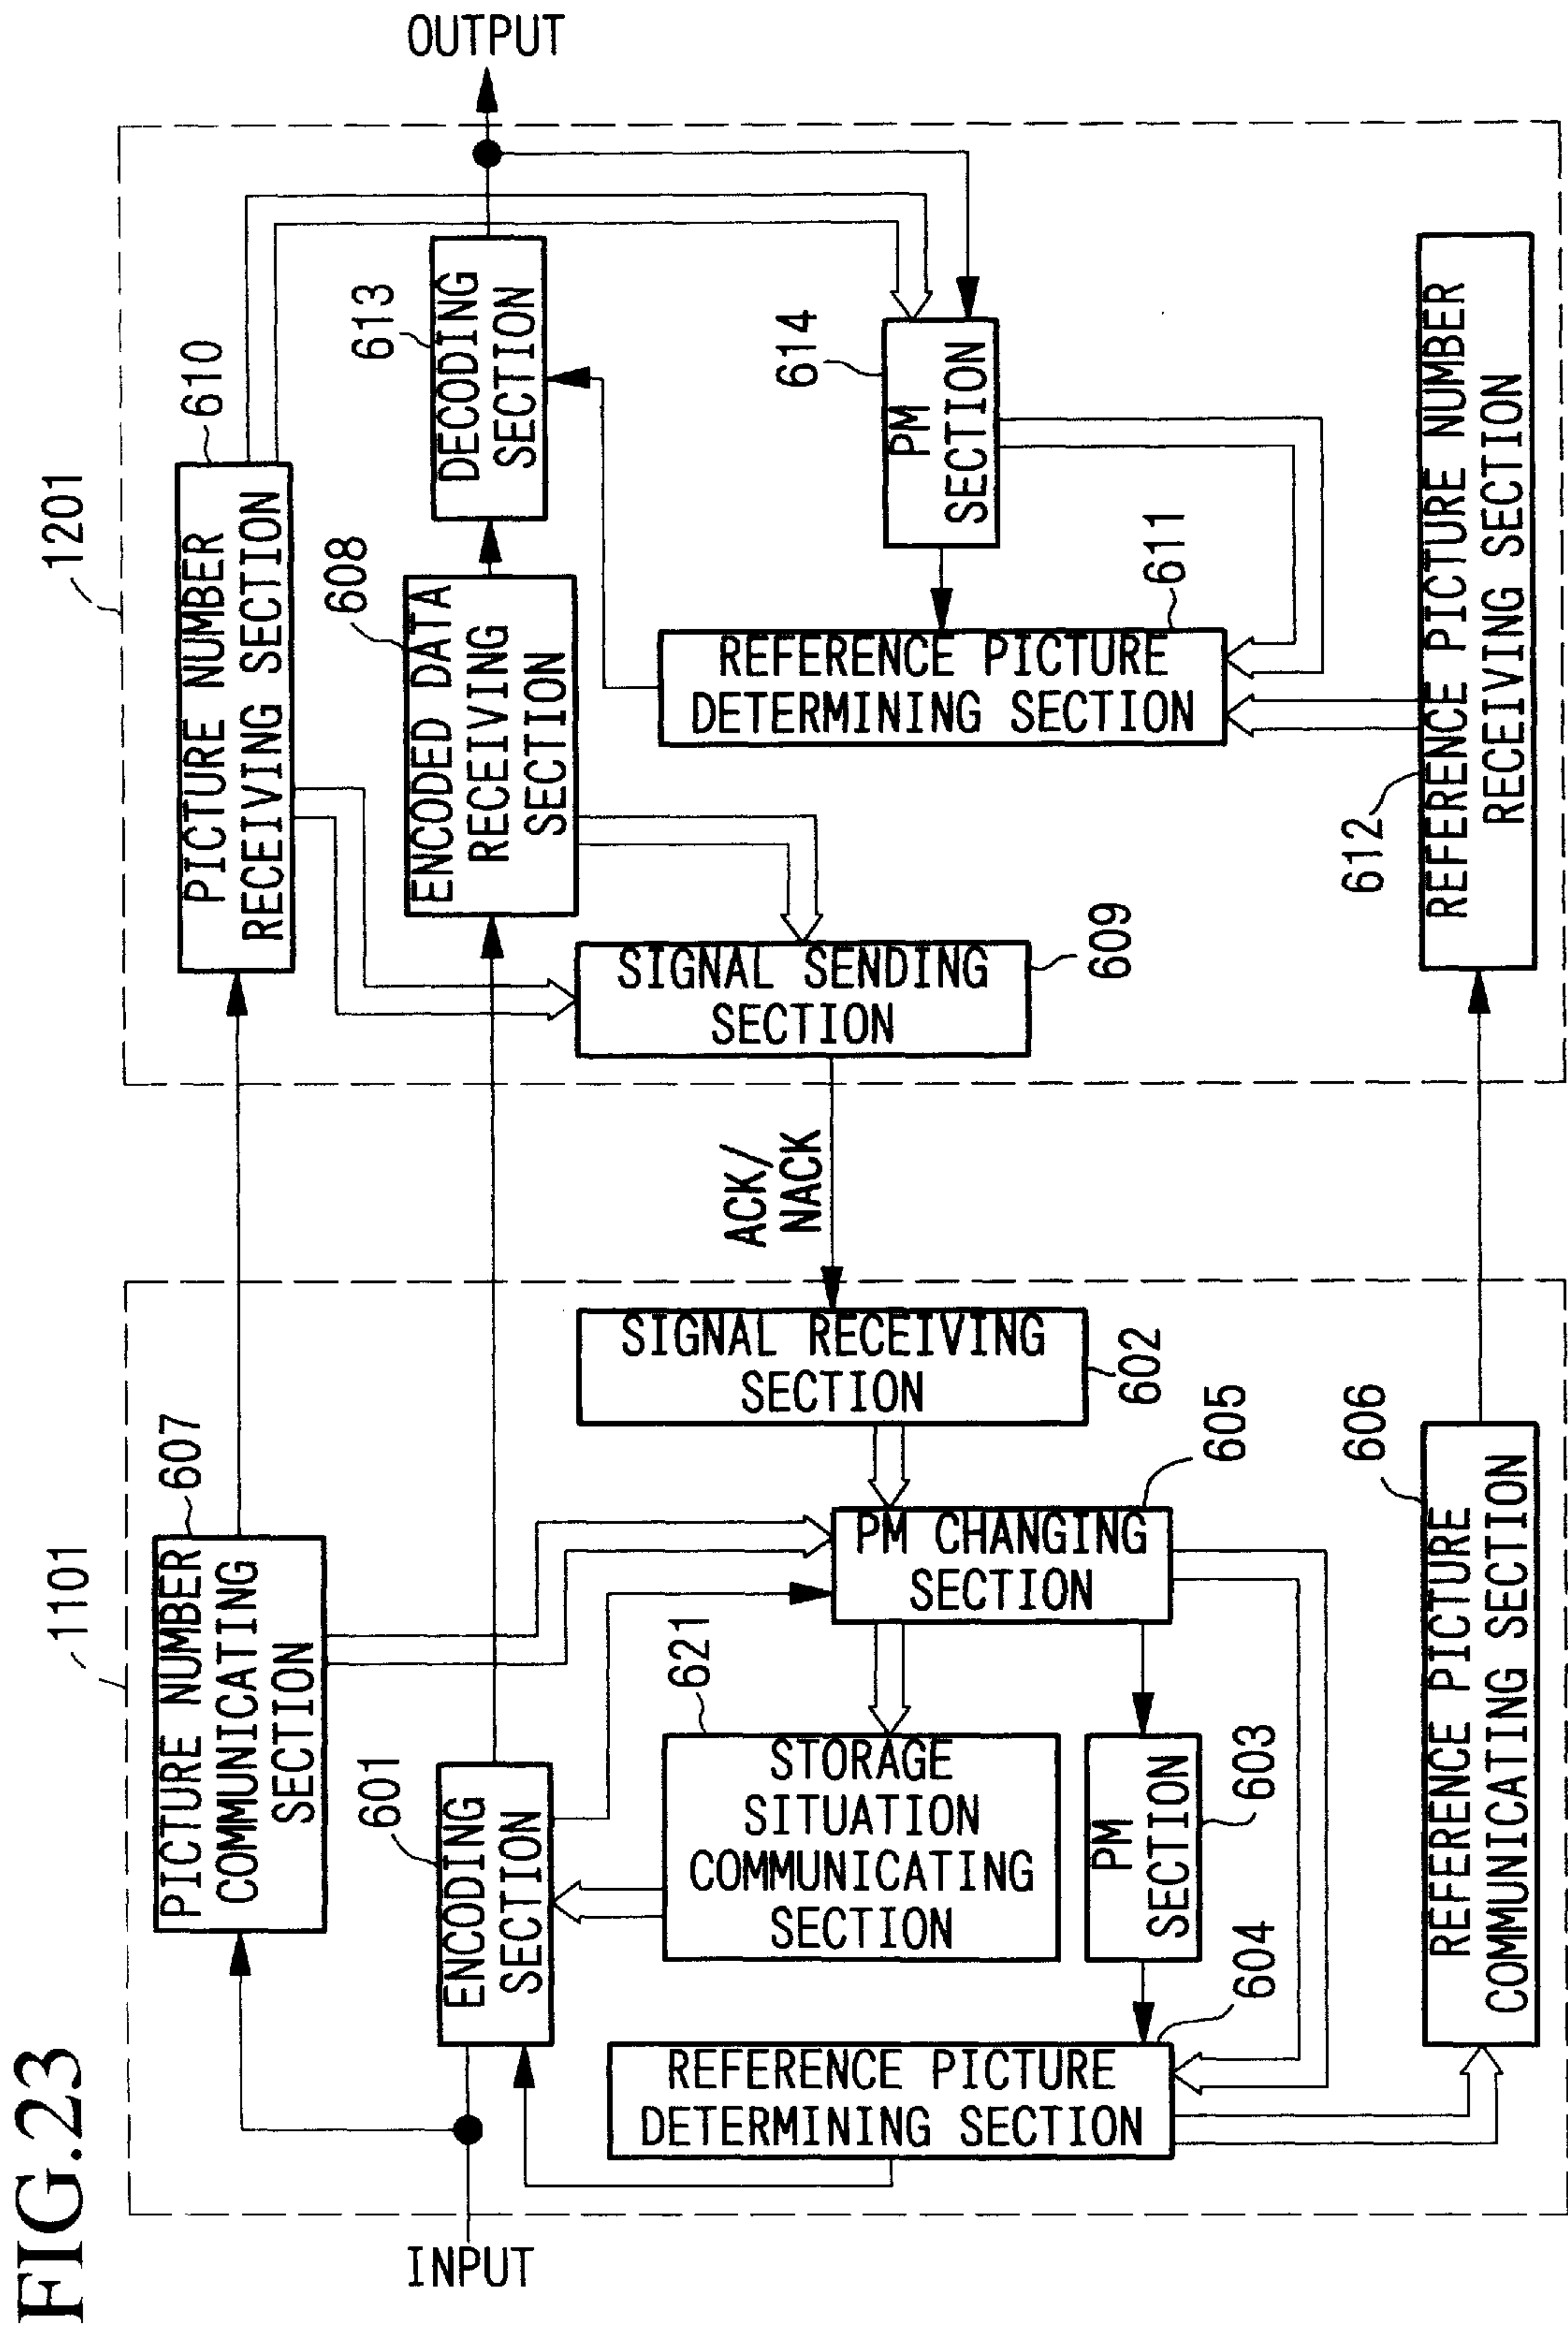 FIG.23
1101
1201
PICTURE NUMBER
COMMUNICATING
SECTION
607
PICTURE NUMBER
RECEIVING SECTION
610
INPUT
ENCODING
SECTION
601
ENCODED DATA
RECEIVING
SECTION
608
DECODING
SECTION
613
OUTPUT
STORAGE
SITUATION
COMMUNICATING
SECTION
621
SIGNAL RECEIVING
SECTION
602
ACK/
NACK
SIGNAL SENDING
SECTION
609
REFERENCE PICTURE
DETERMINING SECTION
604
PM
SECTION
603
PM CHANGING
SECTION
605
REFERENCE PICTURE
DETERMINING SECTION
611
PM
SECTION
614
REFERENCE PICTURE
COMMUNICATING SECTION
606
REFERENCE PICTURE NUMBER
RECEIVING SECTION
612